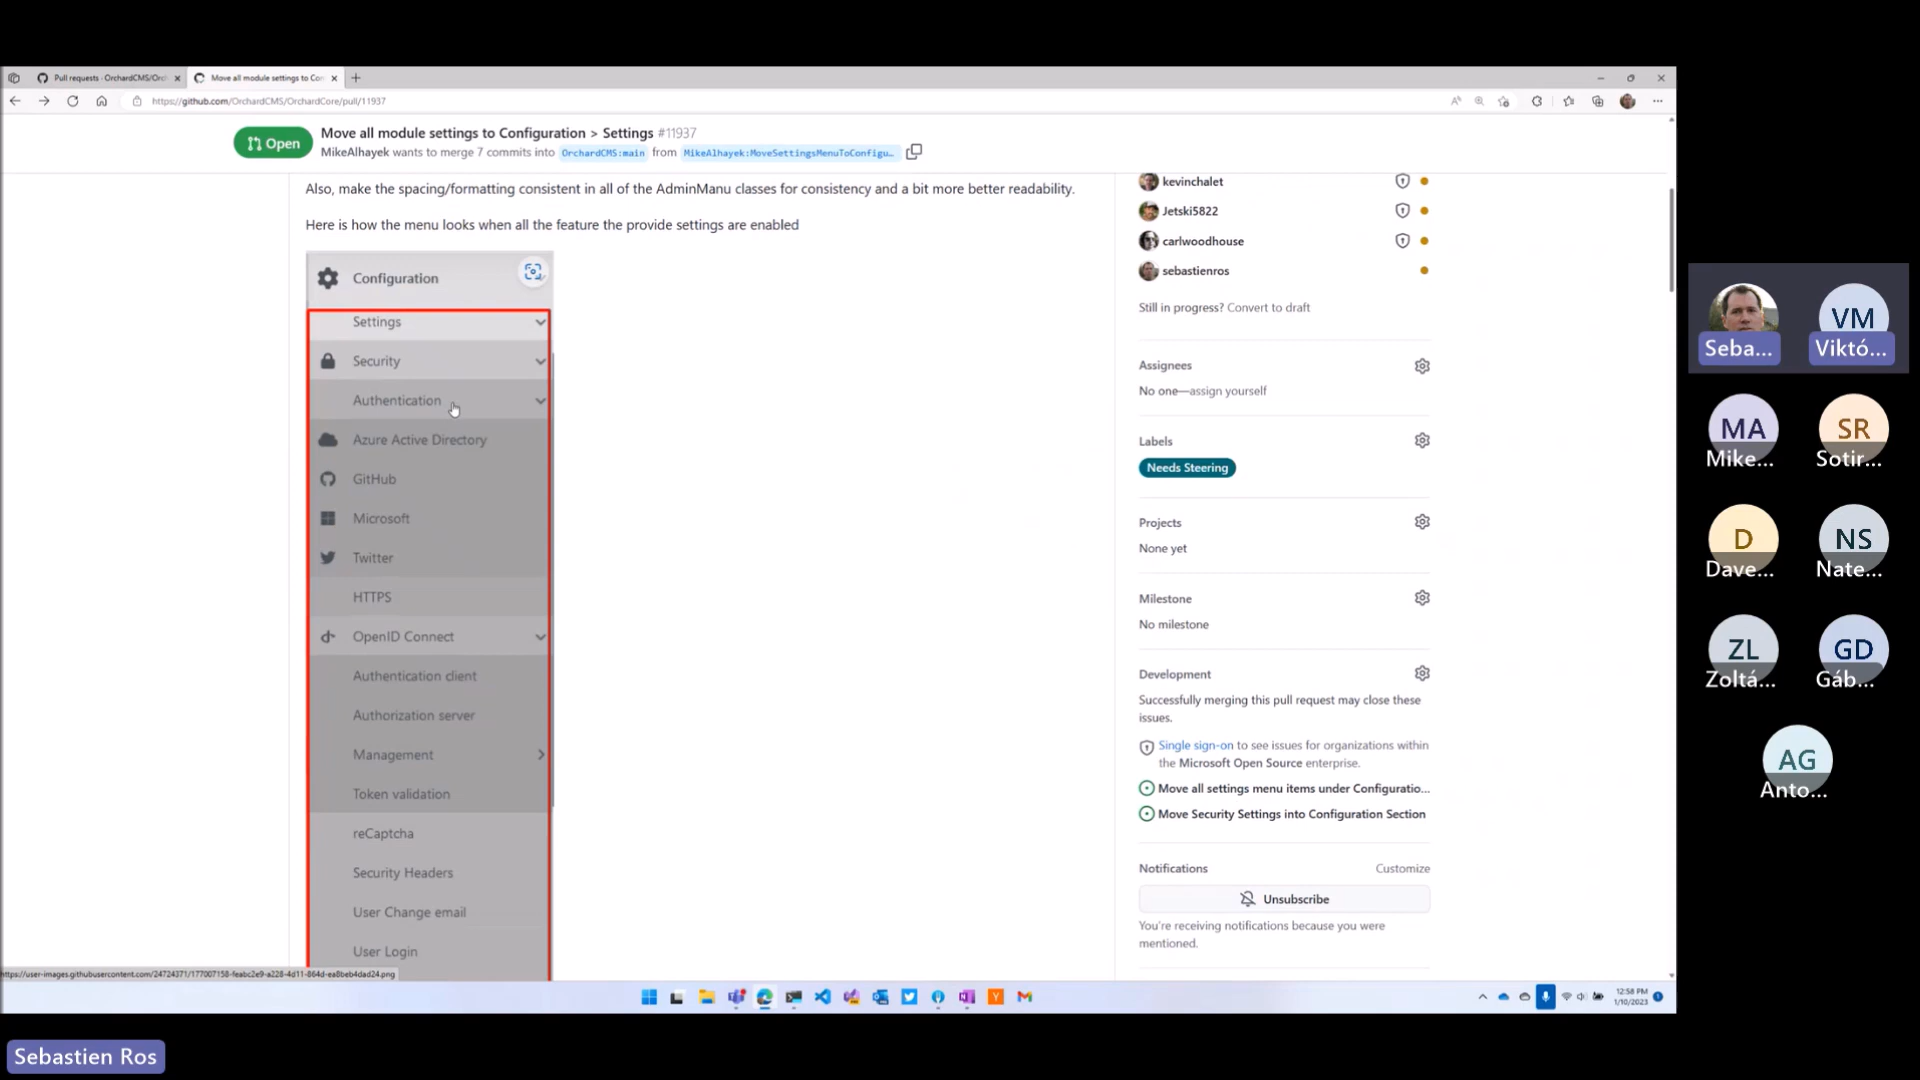 Pull requests · OrchardCMS/Orc
Move all module settings to Co
https://github.com/OrchardCMS/OrchardCore/pull/11937
Open
Move all module settings to Configuration > Settings #11937
MikeAlhayek wants to merge 7 commits into OrchardCMS:main from MikeAlhayek:MoveSettingsMenuToConfigu…
Also, make the spacing/formatting consistent in all of the AdminManu classes for consistency and a bit more better readability.
Here is how the menu looks when all the feature the provide settings are enabled
Configuration
Settings
Security
Authentication
Azure Active Directory
GitHub
Microsoft
Twitter
HTTPS
OpenID Connect
Authentication client
Authorization server
Management
Token validation
reCaptcha
Security Headers
User Change email
User Login
kevinchalet
Jetski5822
carlwoodhouse
sebastienros
Still in progress? Convert to draft
Assignees
No one—assign yourself
Labels
Needs Steering
Projects
None yet
Milestone
No milestone
Development
Successfully merging this pull request may close these
issues.
Single sign-on to see issues for organizations within
the Microsoft Open Source enterprise.
Move all settings menu items under Configuratio...
Move Security Settings into Configuration Section
Notifications
Customize
Unsubscribe
You're receiving notifications because you were
mentioned.
12:58 PM
1/10/2023
Seba...
VM
Viktó...
MA
Mike...
SR
Sotir...
D
Dave...
NS
Nate...
ZL
Zoltá...
GD
Gáb...
AG
Anto...
Sebastien Ros